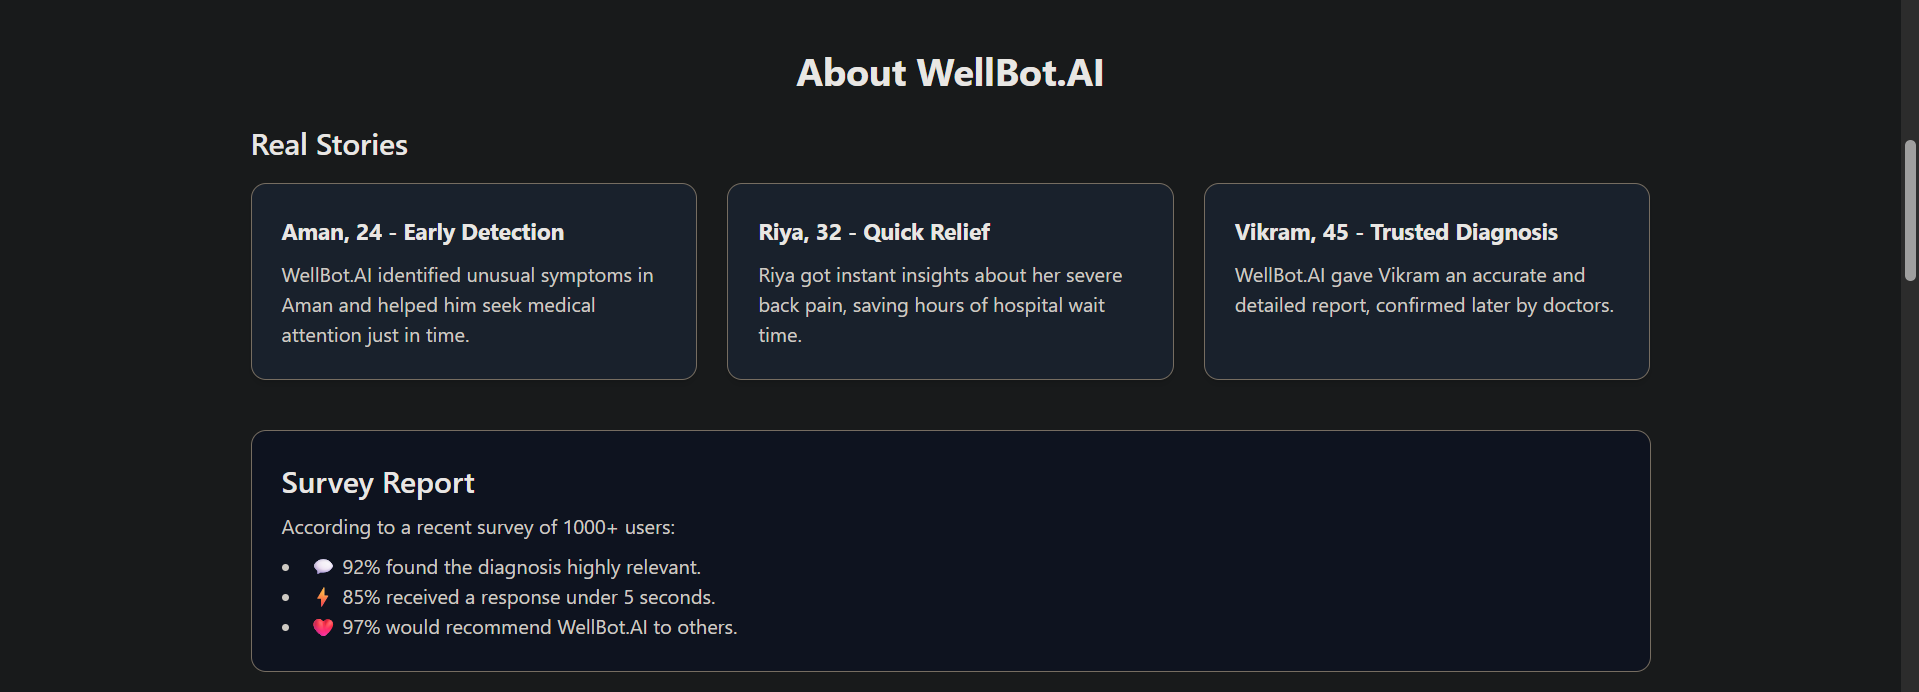 About WellBot.AI
Real Stories
Aman, 24 - Early Detection
WellBot.AI identified unusual symptoms in
Aman and helped him seek medical
attention just in time.
Riya, 32 - Quick Relief
Riya got instant insights about her severe
back pain, saving hours of hospital wait
time.
Vikram, 45 - Trusted Diagnosis
WellBot.AI gave Vikram an accurate and
detailed report, confirmed later by doctors.
Survey Report
According to a recent survey of 1000+ users:
• 💬 92% found the diagnosis highly relevant.
• ⚡ 85% received a response under 5 seconds.
• ❤️ 97% would recommend WellBot.AI to others.